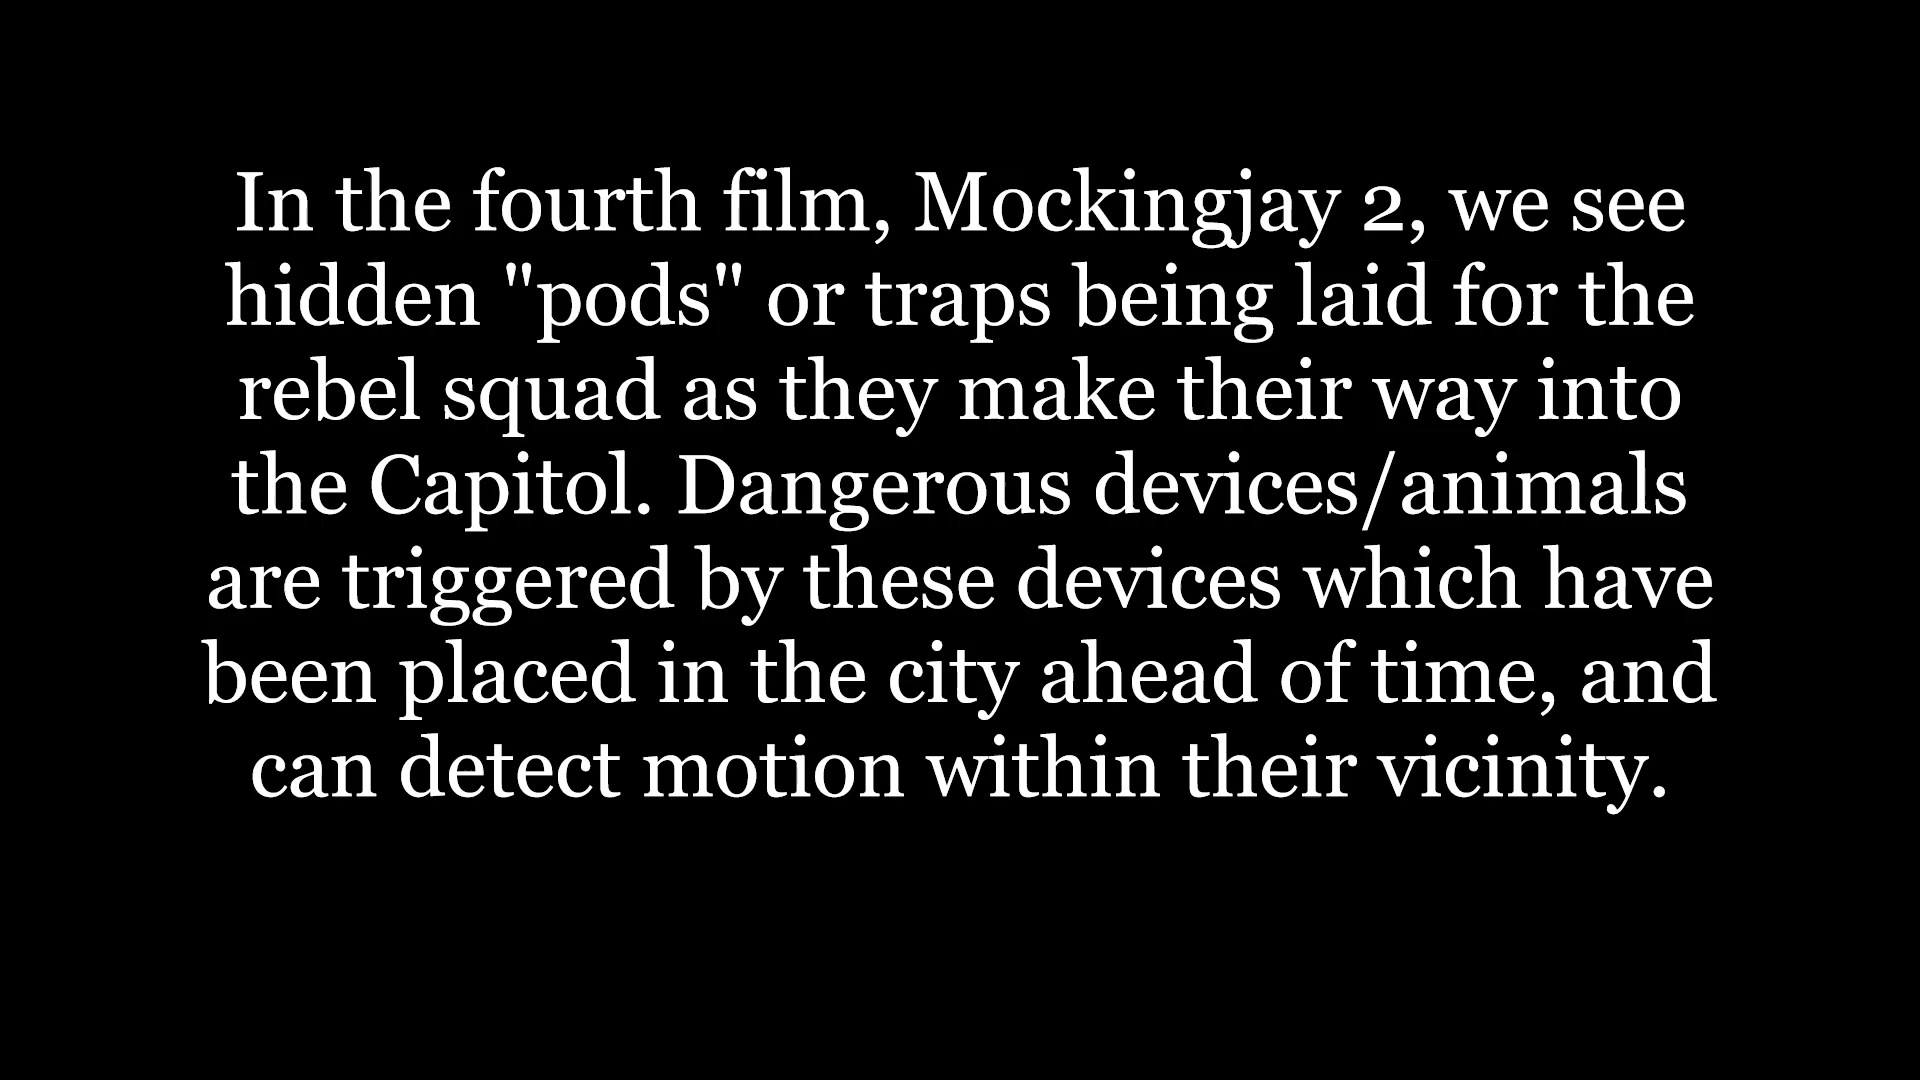 In the fourth film, Mockingjay 2, we see
hidden "pods" or traps being laid for the
rebel squad as they make their way into
the Capitol. Dangerous devices/animals
are triggered by these devices which have
been placed in the city ahead of time, and
can detect motion within their vicinity.